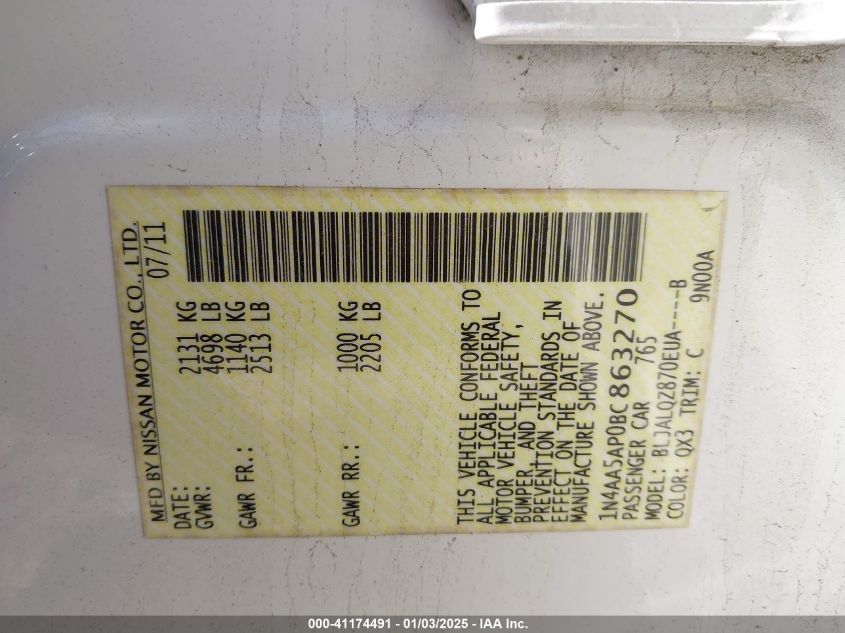 MFD BY NISSAN MOTOR CO., LTD.
DATE: 07/11
GVWR: 2131 KG
4698 LB
GAWR FR.: 1140 KG
2513 LB
GAWR RR.: 1000 KG
2205 LB
THIS VEHICLE CONFORMS TO
ALL APPLICABLE FEDERAL
MOTOR VEHICLE SAFETY,
BUMPER, AND THEFT
PREVENTION STANDARDS IN
EFFECT ON THE DATE OF
MANUFACTURE SHOWN ABOVE.
1N4AA5AP0BC863270
PASSENGER CAR 765
MODEL: BLJALQZ870EUA----B
COLOR: QX3 TRIM: C 9N00A
000-41174491 - 01/03/2025 - IAA Inc.